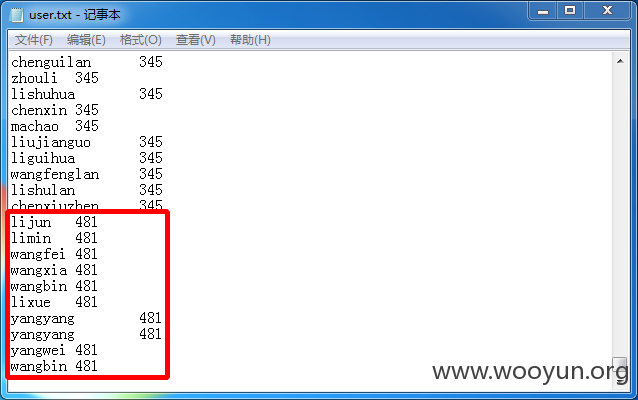 user.txt - 记事本
文件(F) 编辑(E) 格式(O) 查看(V) 帮助(H)
chenguilan 345
zhouli 345
lishuhua 345
chenxin 345
machao 345
liujianguo 345
liguihua 345
wangfenglan 345
lishulan 345
chenxiuzhen 345
lijun 481
limin 481
wangfei 481
wangxia 481
wangbin 481
lixue 481
yangyang 481
yangyang 481
yangwei 481
wangbin 481
www.wooyun.org